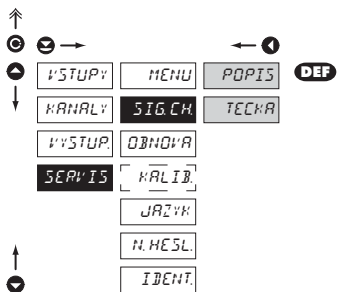 VSTUPY MENU POPIS DEF
KANALY SIG.CH. TECKA
VYSTUP. OBNOVA
SERVIS KALIB.
JAZYK
N. HESL.
IDENT.